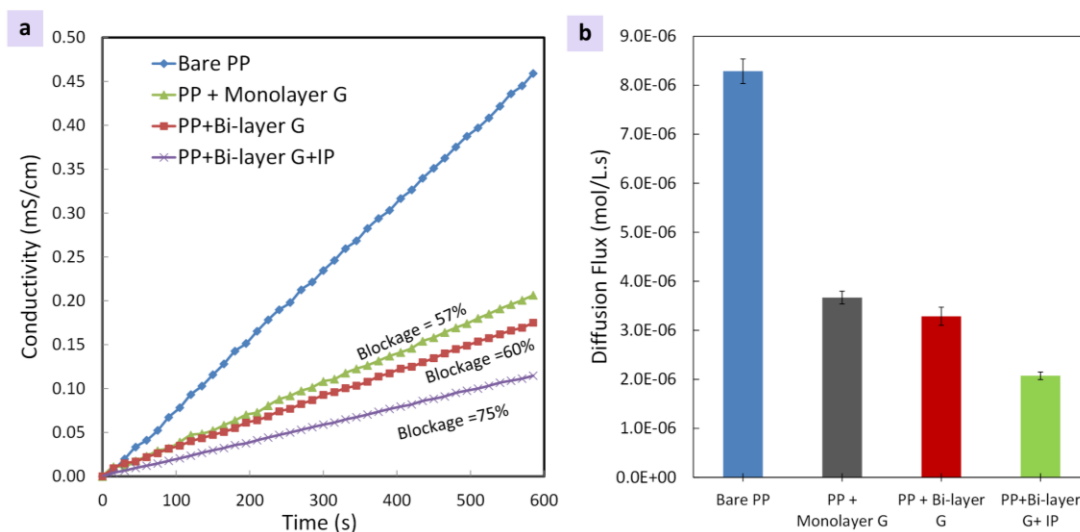 a
0.50
0.45
0.40
0.35
0.30
0.25
0.20
0.15
0.10
0.05
0.00
Conductivity (mS/cm)
Bare PP
PP + Monolayer G
PP+Bi-layer G
PP+Bi-layer G+IP
Blockage = 57%
Blockage =60%
Blockage =75%
0 100 200 300 400 500 600
Time (s)
b
9.0E-06
8.0E-06
7.0E-06
6.0E-06
5.0E-06
4.0E-06
3.0E-06
2.0E-06
1.0E-06
0.0E+00
Diffusion Flux (mol/L.s)
Bare PP
PP +
Monolayer G
PP + Bi-layer
G
PP+Bi-layer
G+ IP